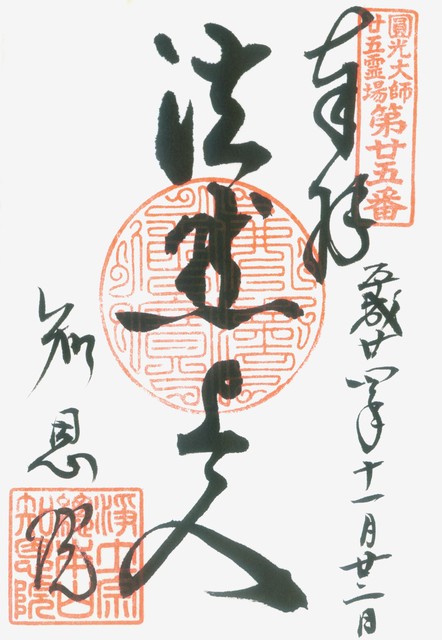 圓光大師
廿五霊場
第廿五番
奉拝
平成廿四年十一月廿二日
法然上人
知恩院
浄土宗
総本山
知恩院